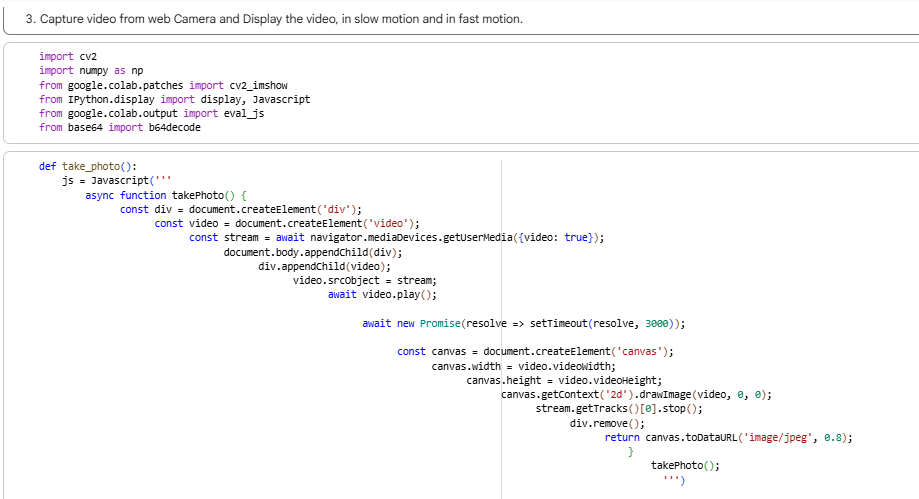 3. Capture video from web Camera and Display the video, in slow motion and in fast motion.
import cv2
import numpy as np
from google.colab.patches import cv2_imshow
from IPython.display import display, Javascript
from google.colab.output import eval_js
from base64 import b64decode
def take_photo():
js = Javascript('''
async function takePhoto() {
const div = document.createElement('div');
const video = document.createElement('video');
const stream = await navigator.mediaDevices.getUserMedia({video: true});
document.body.appendChild(div);
div.appendChild(video);
video.srcObject = stream;
await video.play();
await new Promise(resolve => setTimeout(resolve, 3000));
const canvas = document.createElement('canvas');
canvas.width = video.videoWidth;
canvas.height = video.videoHeight;
canvas.getContext('2d').drawImage(video, 0, 0);
stream.getTracks()[0].stop();
div.remove();
return canvas.toDataURL('image/jpeg', 0.8);
}
takePhoto();
''')